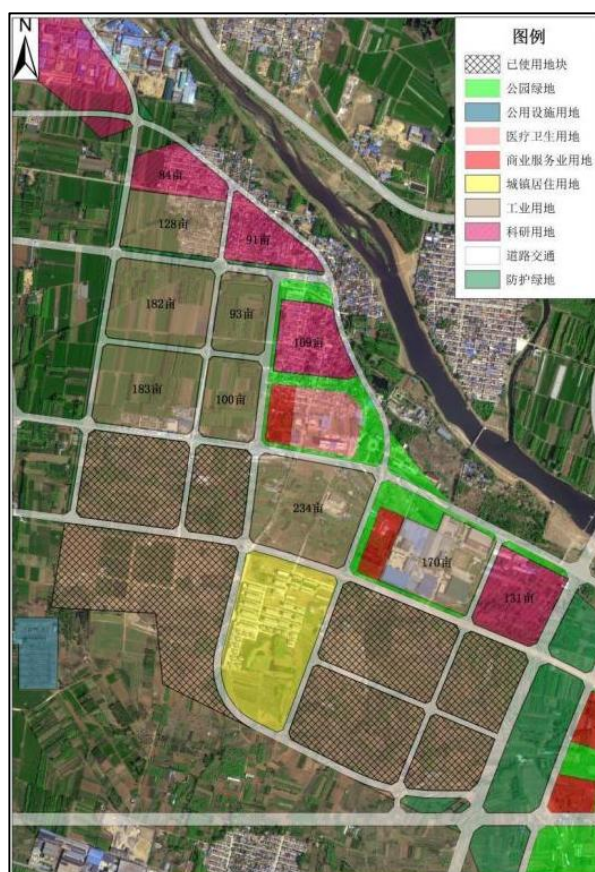 N
图例
已使用地块
公园绿地
公用设施用地
医疗卫生用地
商业服务业用地
城镇居住用地
工业用地
科研用地
道路交通
防护绿地
84亩
128亩
91亩
182亩
93亩
109亩
183亩
100亩
234亩
170亩
131亩